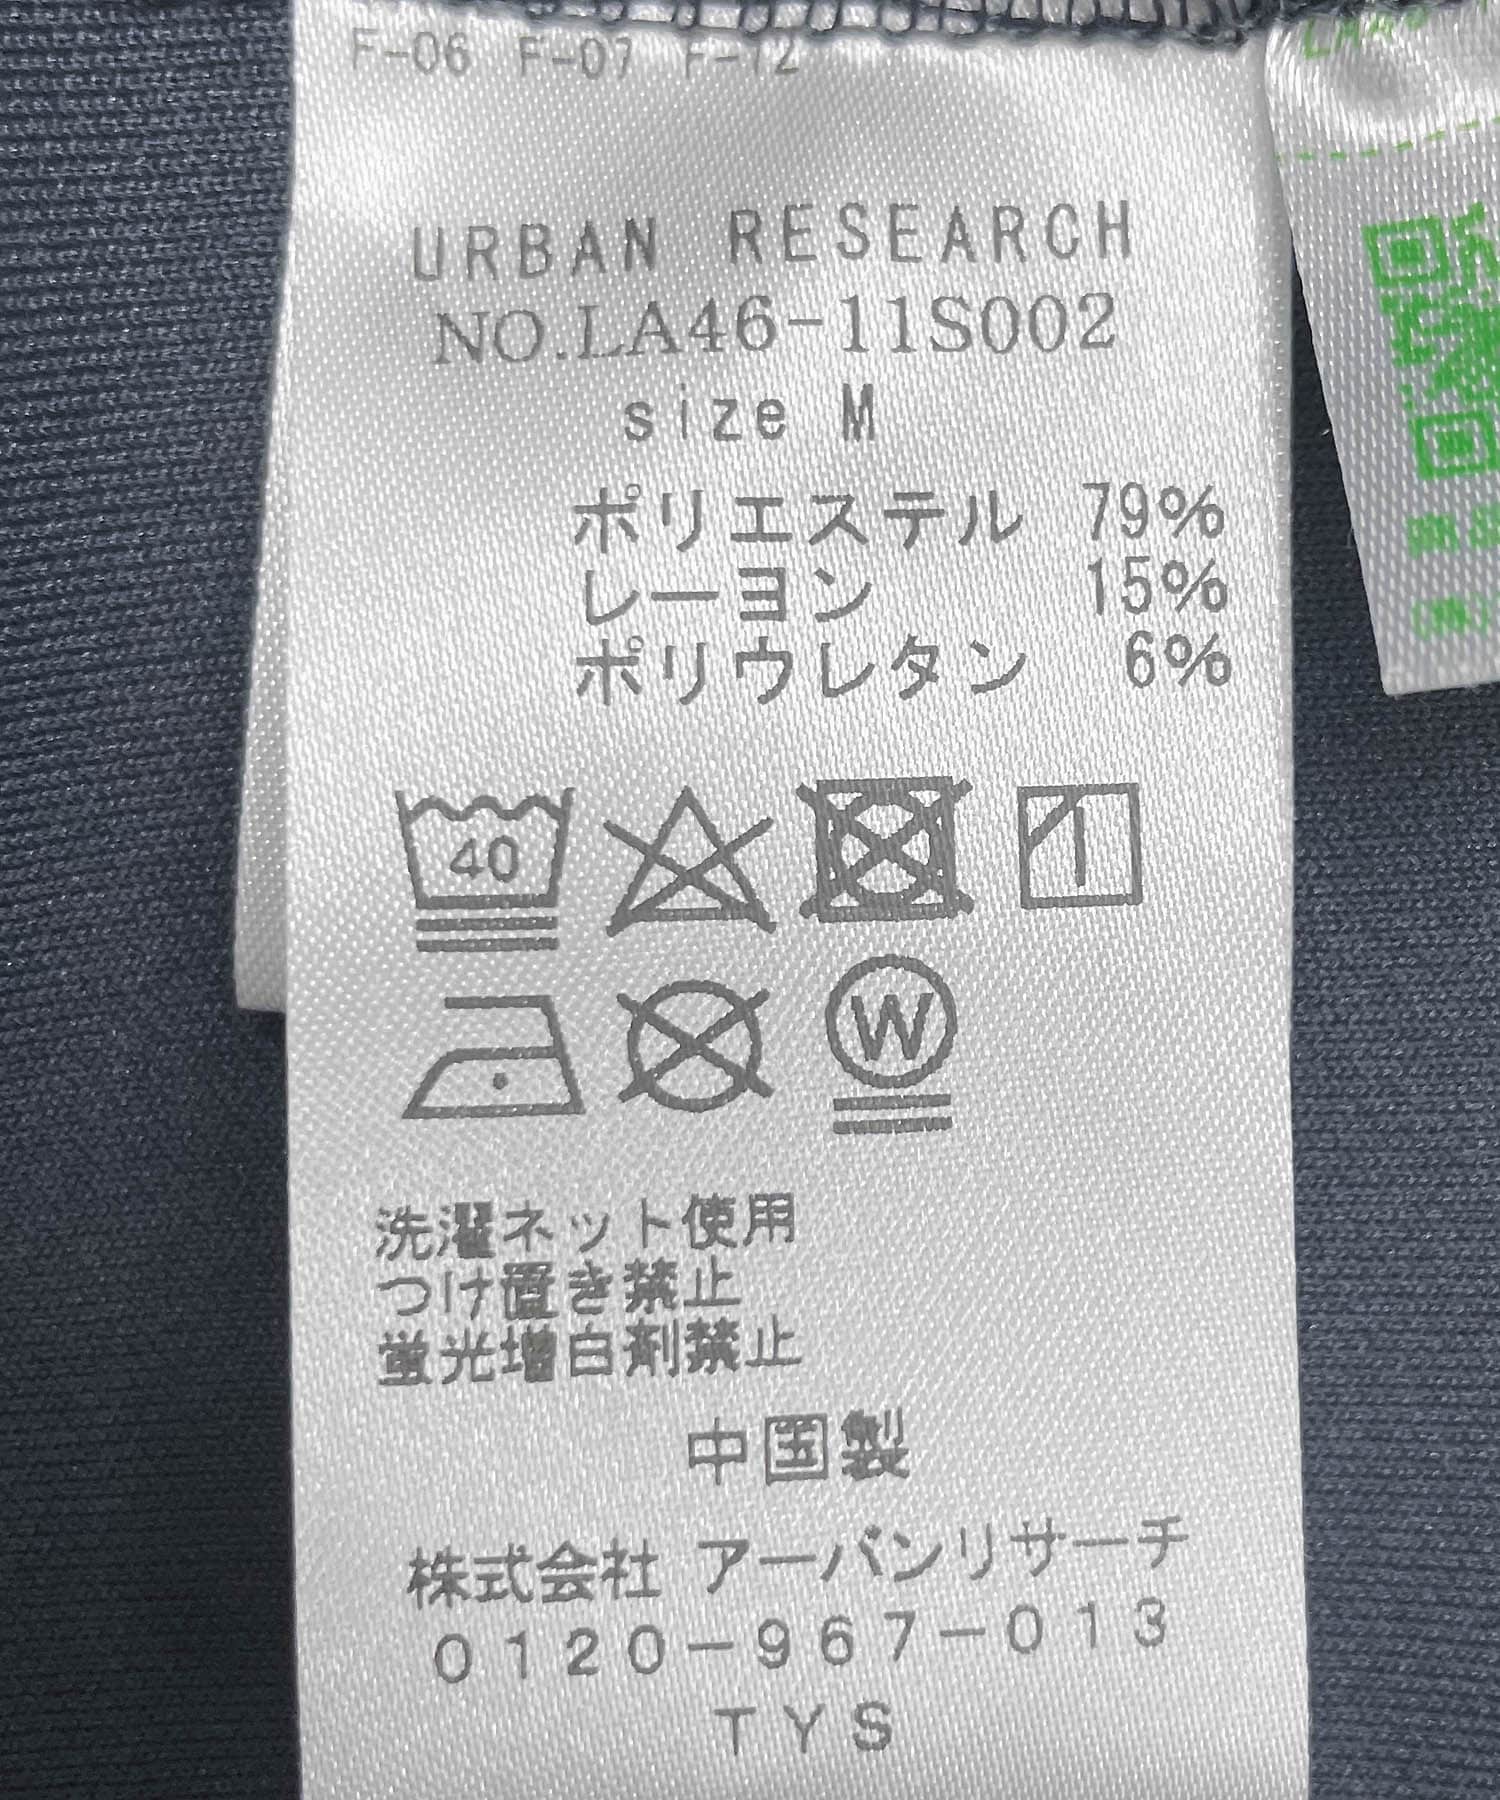 F-06 F-07 F-12
URBAN RESEARCH
NO.LA46-11S002
size M
ポリエステル 79%
レーヨン 15%
ポリウレタン 6%
40
W
洗濯ネット使用
つけ置き禁止
蛍光増白剤禁止
中国製
株式会社 アーバンリサーチ
0120-967-013
TYS